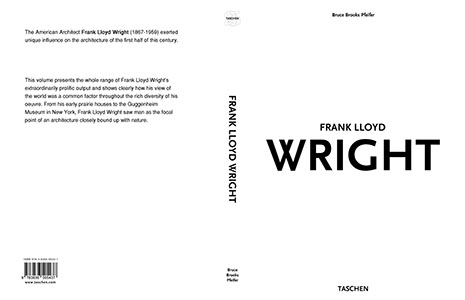 The American Architect Frank Lloyd Wright (1867-1959) exerted
unique influence on the architecture of the first half of this century.
This volume presents the whole range of Frank Lloyd Wright's
extraordinarily prolific output and shows clearly how his view of
the world was a common factor throughout the rich diversity of his
oeuvre. From his early prairie houses to the Guggenheim
Museum in New York, Frank Lloyd Wright saw man as the focal
point of an architecture closely bound up with nature.
www.taschen.com
TASCHEN
FRANK LLOYD WRIGHT
Bruce
Brooks
Pfeifer
Bruce Brooks Pfeifer
FRANK LLOYD
WRIGHT
TASCHEN